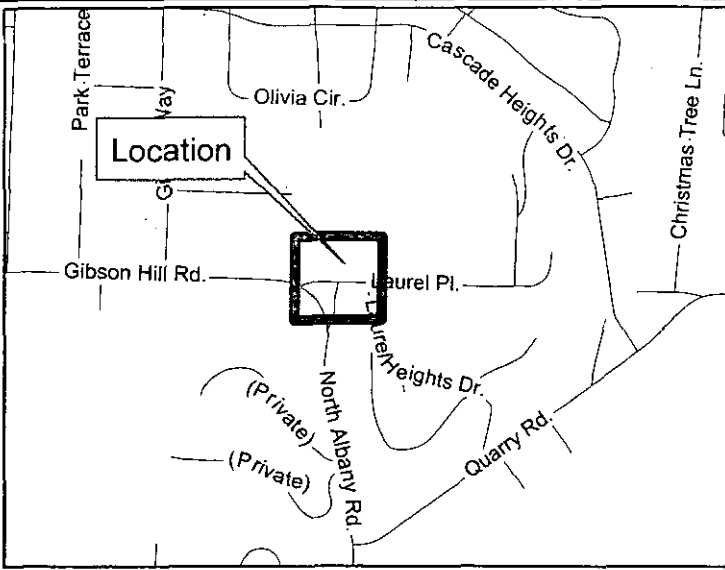 Park Terrace
Way
Olivia Cir.
Cascade Heights Dr.
Christmas Tree Ln.
Location
Gibson Hill Rd.
Laurel Pl.
Laurel Heights Dr.
(Private)
(Private)
North Albany Rd.
Quarry Rd.